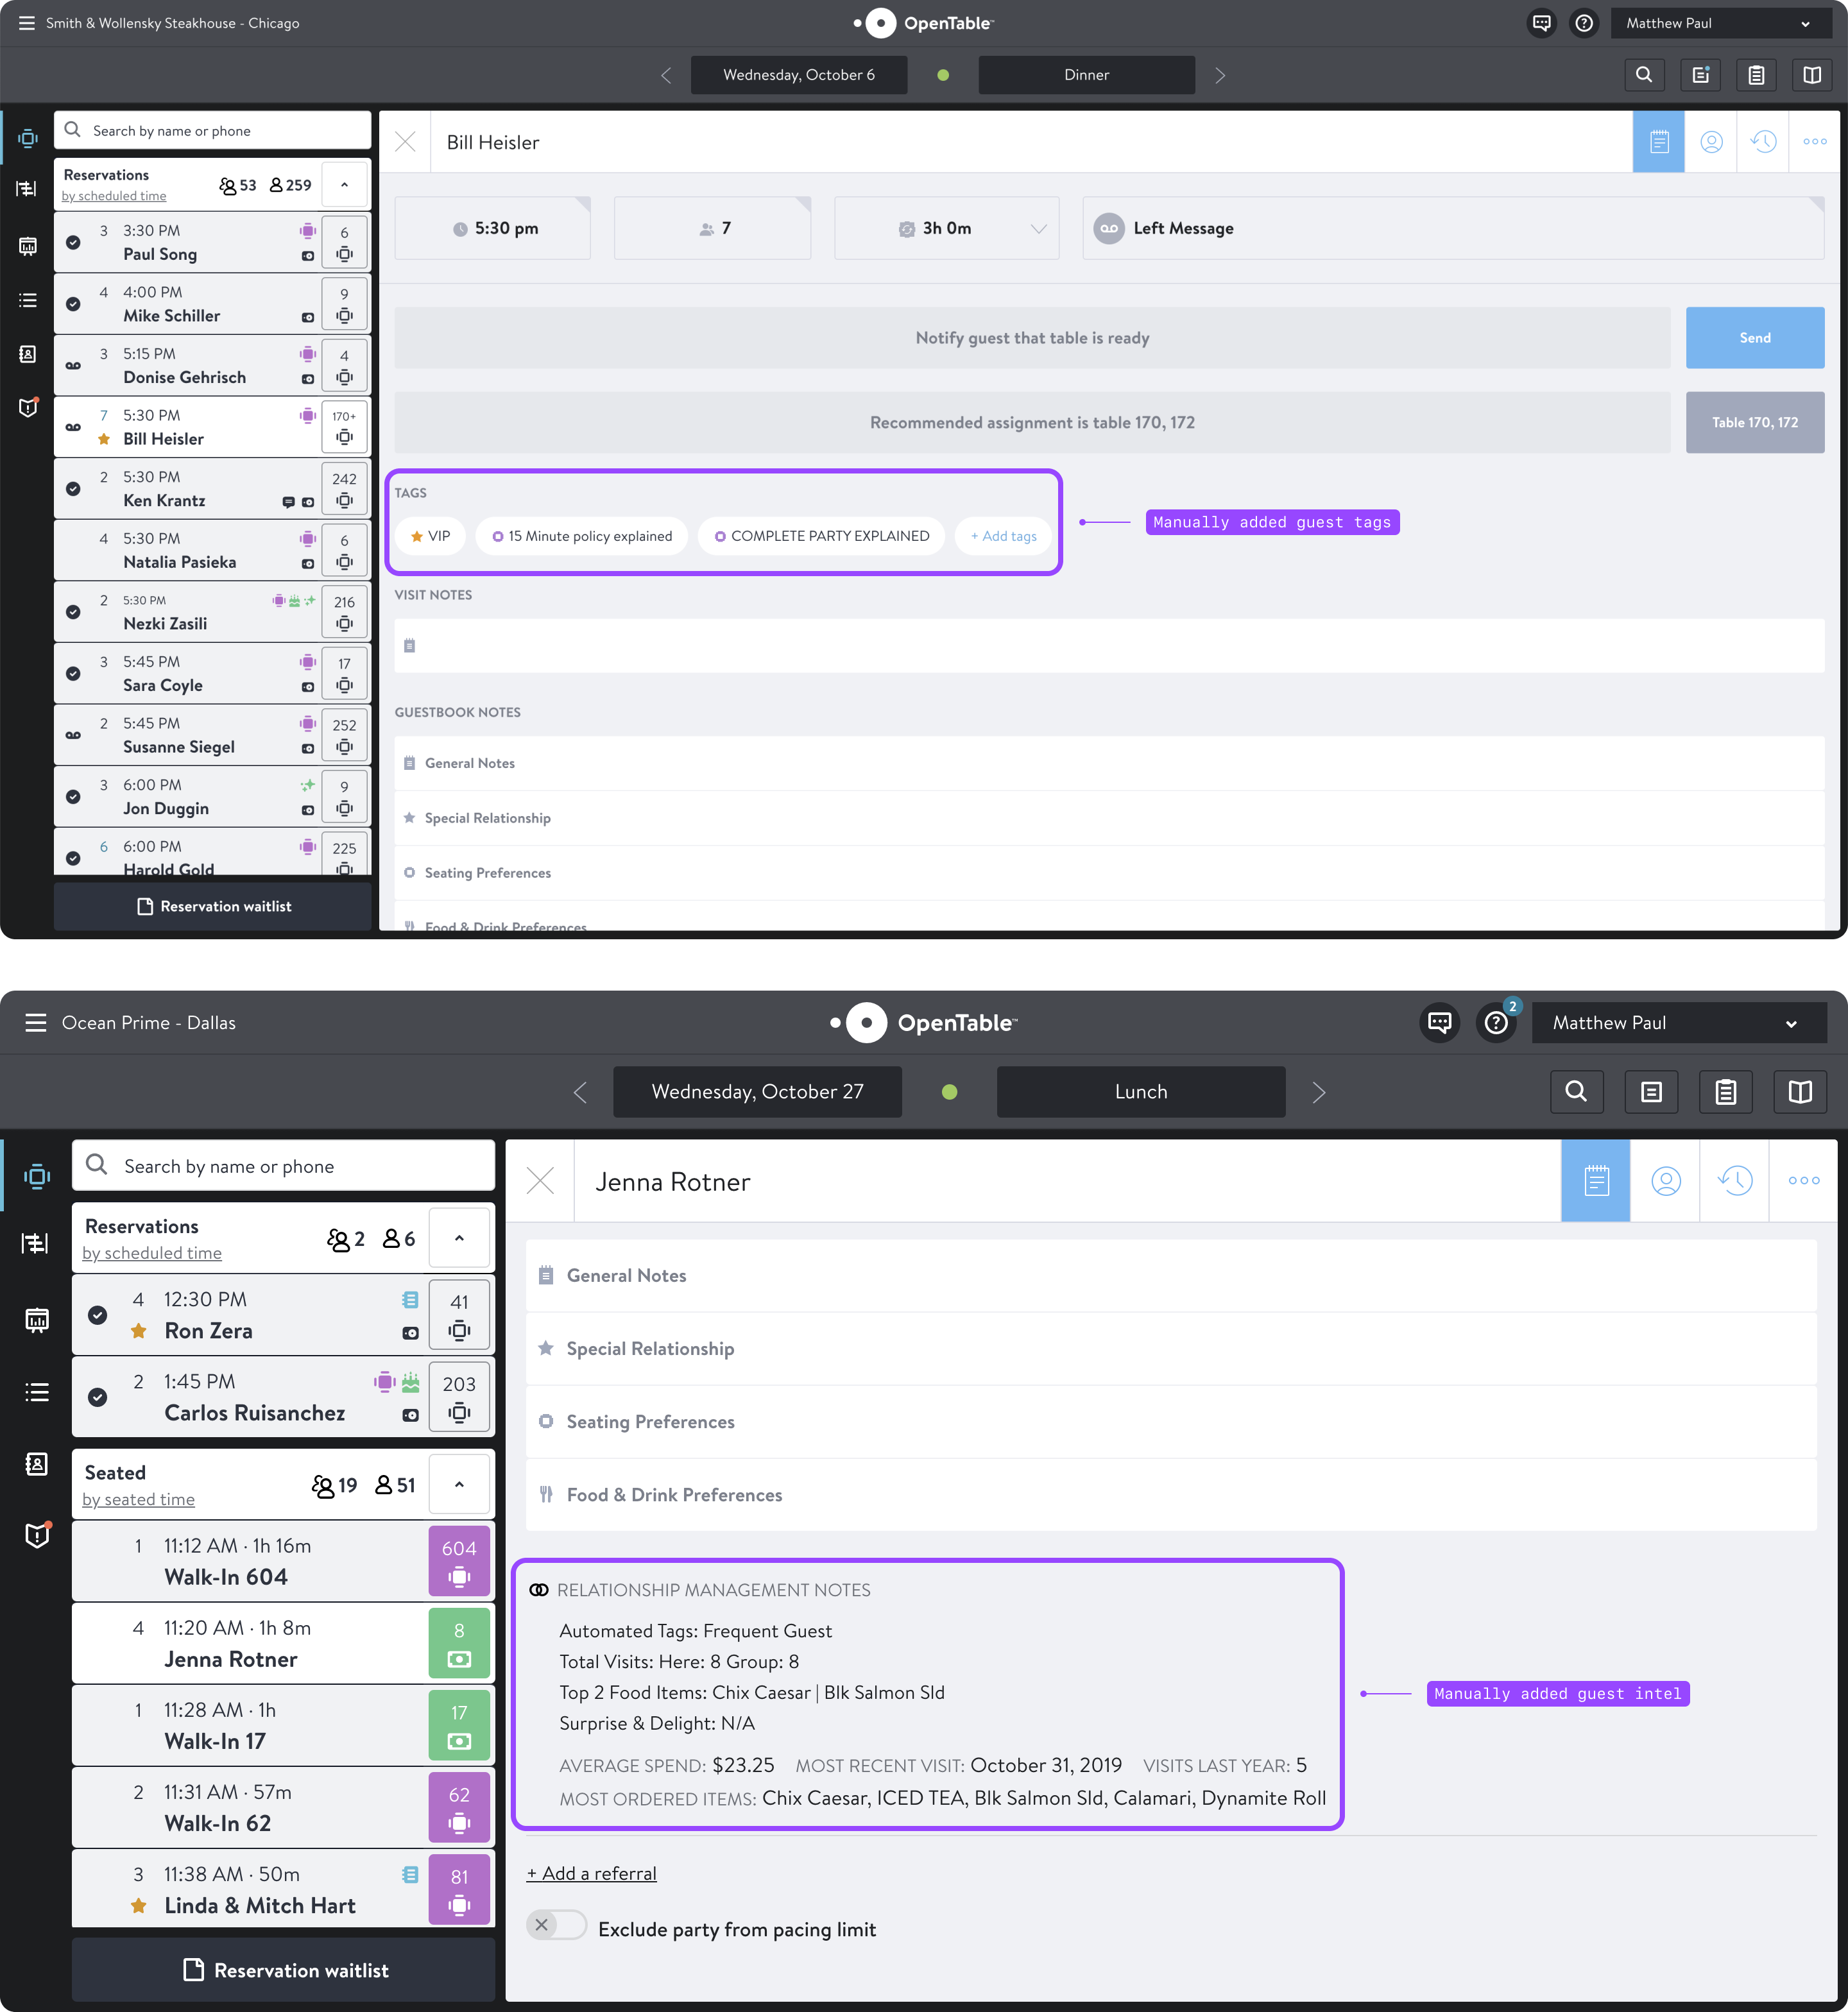 Smith & Wollensky Steakhouse - Chicago
OpenTable™
Matthew Paul
Wednesday, October 6
Dinner
Search by name or phone
Reservations
by scheduled time
53 259
3 3:30 PM
Paul Song
6
4 4:00 PM
Mike Schiller
9
3 5:15 PM
Donise Gehrisch
4
7 5:30 PM
Bill Heisler
170+
2 5:30 PM
Ken Krantz
242
4 5:30 PM
Natalia Pasieka
6
2 5:30 PM
Nezki Zasili
216
3 5:45 PM
Sara Coyle
17
2 5:45 PM
Susanne Siegel
252
3 6:00 PM
Jon Duggin
9
6 6:00 PM
Harold Gold
225
Reservation waitlist
Bill Heisler
5:30 pm
7
3h 0m
Left Message
Notify guest that table is ready
Send
Recommended assignment is table 170, 172
Table 170, 172
TAGS
VIP
15 Minute policy explained
COMPLETE PARTY EXPLAINED
+ Add tags
Manually added guest tags
VISIT NOTES
GUESTBOOK NOTES
General Notes
Special Relationship
Seating Preferences
Food & Drink Preferences
Ocean Prime - Dallas
OpenTable™
2
Matthew Paul
Wednesday, October 27
Lunch
Search by name or phone
Reservations
by scheduled time
2 6
4 12:30 PM
Ron Zera
41
2 1:45 PM
Carlos Ruisanchez
203
Seated
by seated time
19 51
1 11:12 AM · 1h 16m
Walk-In 604
604
4 11:20 AM · 1h 8m
Jenna Rotner
8
1 11:28 AM · 1h
Walk-In 17
17
2 11:31 AM · 57m
Walk-In 62
62
3 11:38 AM · 50m
Linda & Mitch Hart
81
Reservation waitlist
Jenna Rotner
General Notes
Special Relationship
Seating Preferences
Food & Drink Preferences
RELATIONSHIP MANAGEMENT NOTES
Automated Tags: Frequent Guest
Total Visits: Here: 8 Group: 8
Top 2 Food Items: Chix Caesar | Blk Salmon Sld
Surprise & Delight: N/A
AVERAGE SPEND: $23.25 MOST RECENT VISIT: October 31, 2019 VISITS LAST YEAR: 5
MOST ORDERED ITEMS: Chix Caesar, ICED TEA, Blk Salmon Sld, Calamari, Dynamite Roll
Manually added guest intel
+ Add a referral
Exclude party from pacing limit